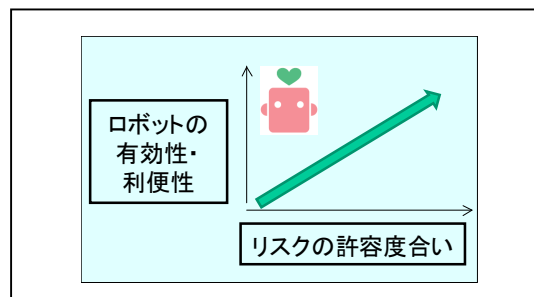 ロボットの
有効性・
利便性
リスクの許容度合い